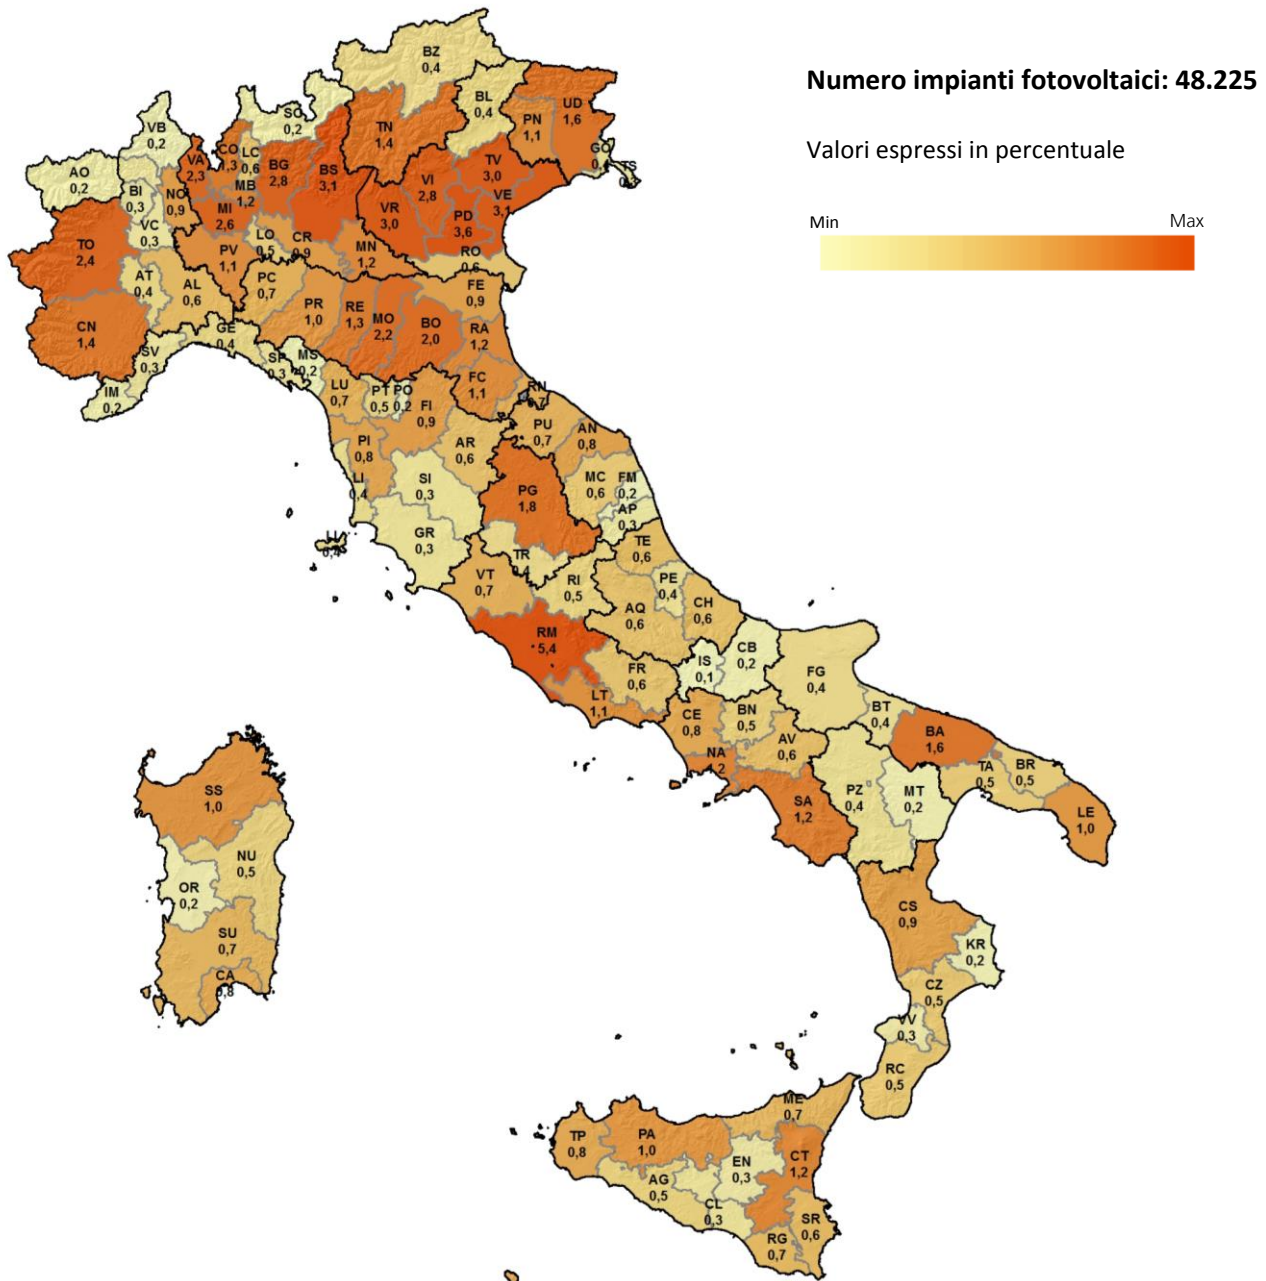 Numero impianti fotovoltaici: 48.225
Valori espressi in percentuale
Min
Max
BZ
0,4
BL
0,4
UD
1,6
PN
1,1
GO
TN
1,4
SO
0,2
VB
0,2
AO
0,2
VA
2,3
CO
LC
0,6
BG
2,8
BS
3,1
MB
1,2
BI
0,3
NO
0,9
VC
0,3
MI
2,6
VR
3,0
VI
2,8
TV
3,0
VE
3,1
PD
3,6
RO
0,6
TO
2,4
PV
1,1
LO
0,5
CR
0,9
MN
1,2
AT
0,4
AL
0,6
PC
0,7
PR
1,0
RE
1,3
MO
2,2
BO
2,0
FE
0,9
RA
1,2
FC
1,1
RN
CN
1,4
GE
0,4
SV
0,3
IM
0,2
SP
0,3
MS
0,2
LU
0,7
PT
0,5
PO
0,2
FI
0,9
PU
0,7
AN
0,8
PI
0,8
AR
0,6
LI
0,4
SI
0,3
PG
1,8
MC
0,6
FM
0,2
AP
0,3
GR
0,3
TR
0,4
TE
0,6
VT
0,7
RI
0,5
PE
0,4
AQ
0,6
CH
0,6
RM
5,4
FR
0,6
LT
1,1
IS
0,1
CB
0,2
FG
0,4
BT
0,4
BA
1,6
CE
0,8
BN
0,5
AV
0,6
NA
1,2
SA
1,2
PZ
0,4
MT
0,2
TA
0,5
BR
0,5
LE
1,0
SS
1,0
NU
0,5
OR
0,2
SU
0,7
CA
0,8
CS
0,9
KR
0,2
CZ
0,5
VV
0,3
RC
0,5
ME
0,7
TP
0,8
PA
1,0
EN
0,3
CT
1,2
AG
0,5
CL
0,3
SR
0,6
RG
0,7